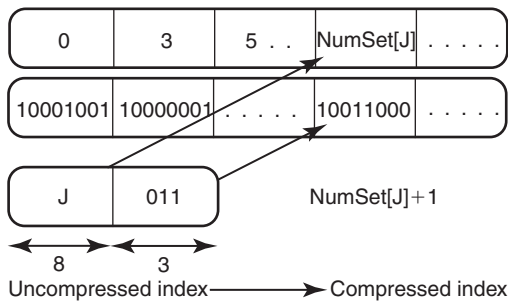 0 3 5 . . NumSet[J] . . . . .
10001001 10000001 . . . . . 10011000 . . . . .
J 011 NumSet[J]+1
8 3
Uncompressed index Compressed index